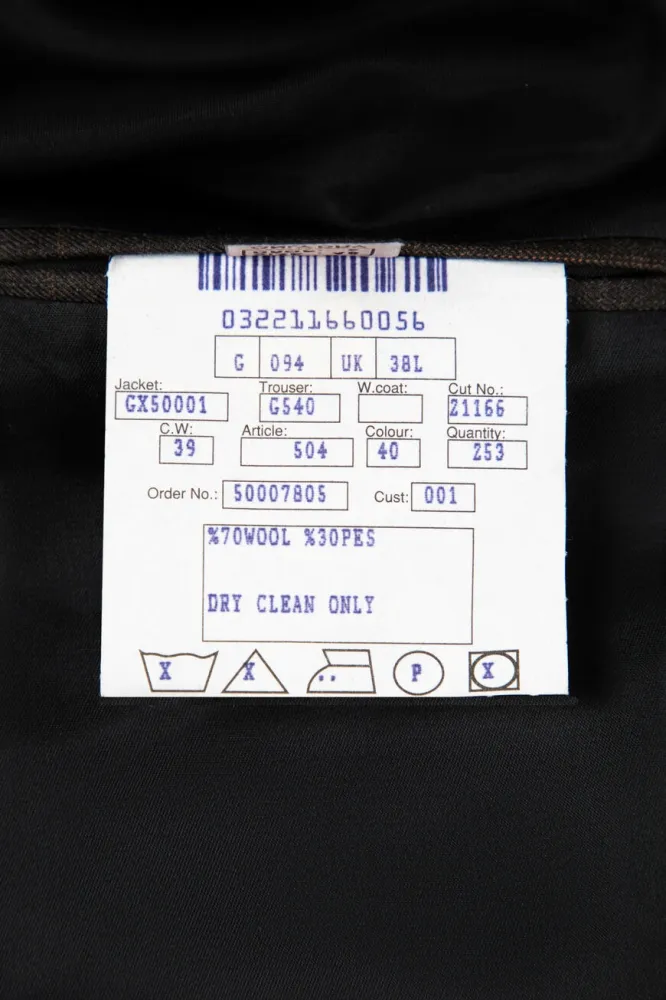 032211660056
G 094 UK 38L
Jacket: Trouser: W.coat: Cut No.:
GX50001 G540 Z1166
C.W: Article: Colour: Quantity:
39 504 40 253
Order No.: 50007805 Cust: 001
%70WOOL %30PES
DRY CLEAN ONLY
X X P X